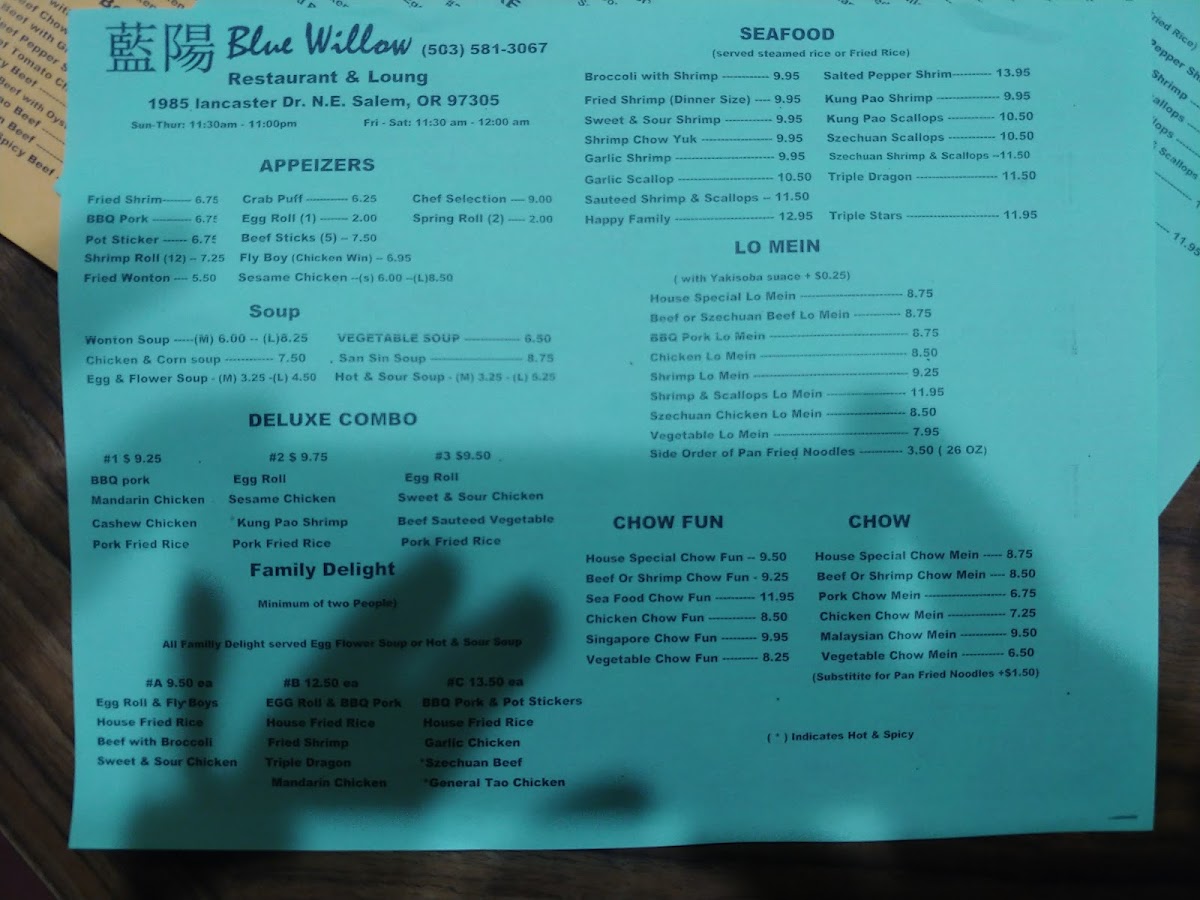 藍陽 Blue Willow (503) 581-3067
Restaurant & Loung
1985 lancaster Dr. N.E. Salem, OR 97305
Sun-Thur: 11:30am - 11:00pm Fri - Sat: 11:30 am - 12:00 am
APPEIZERS
Fried Shrim------- 6.75 Crab Puff ----------- 6.25 Chef Selection ---- 9.00
BBQ Pork ---------- 6.75 Egg Roll (1) ------- 2.00 Spring Roll (2) ----- 2.00
Pot Sticker ------ 6.75 Beef Sticks (5) -- 7.50
Shrimp Roll (12) -- 7.25 Fly Boy (Chicken Win) -- 6.95
Fried Wonton ---- 5.50 Sesame Chicken --(s) 6.00 --(L)8.50
Soup
Wonton Soup -----(M) 6.00 -- (L)8.25 VEGETABLE SOUP -------------- 6.50
Chicken & Corn soup ------------ 7.50 San Sin Soup ---------------------- 8.75
Egg & Flower Soup - (M) 3.25 -(L) 4.50 Hot & Sour Soup - (M) 3.25 - (L) 5.25
DELUXE COMBO
#1 $ 9.25 #2 $ 9.75 #3 $9.50
BBQ pork Egg Roll Egg Roll
Mandarin Chicken Sesame Chicken Sweet & Sour Chicken
Cashew Chicken *Kung Pao Shrimp Beef Sauteed Vegetable
Pork Fried Rice Pork Fried Rice Pork Fried Rice
Family Delight
Minimum of two People)
All Familly Delight served Egg Flower Soup or Hot & Sour Soup
#A 9.50 ea #B 12.50 ea #C 13.50 ea
Egg Roll & Fly Boys EGG Roll & BBQ Pork BBQ Pork & Pot Stickers
House Fried Rice House Fried Rice House Fried Rice
Beef with Broccoli Fried Shrimp Garlic Chicken
Sweet & Sour Chicken Triple Dragon *Szechuan Beef
Mandarin Chicken *General Tao Chicken
SEAFOOD
(served steamed rice or Fried Rice)
Broccoli with Shrimp ------------ 9.95 Salted Pepper Shrim---------- 13.95
Fried Shrimp (Dinner Size) ---- 9.95 Kung Pao Shrimp --------------- 9.95
Sweet & Sour Shrimp ------------ 9.95 Kung Pao Scallops ------------ 10.50
Shrimp Chow Yuk ----------------- 9.95 Szechuan Scallops ------------ 10.50
Garlic Shrimp ---------------------- 9.95 Szechuan Shrimp & Scallops --11.50
Garlic Scallop --------------------- 10.50 Triple Dragon ------------------- 11.50
Sauteed Shrimp & Scallops -- 11.50
Happy Family ---------------------- 12.95 Triple Stars ---------------------- 11.95
LO MEIN
( with Yakisoba suace + $0.25)
House Special Lo Mein ------------------------ 8.75
Beef or Szechuan Beef Lo Mein ----------- 8.75
BBQ Pork Lo Mein -------------------------------- 8.75
Chicken Lo Mein ---------------------------------- 8.50
Shrimp Lo Mein ------------------------------------ 9.25
Shrimp & Scallops Lo Mein ------------------ 11.95
Szechuan Chicken Lo Mein ------------------ 8.50
Vegetable Lo Mein ------------------------------- 7.95
Side Order of Pan Fried Noodles ---------- 3.50 ( 26 OZ)
CHOW FUN
House Special Chow Fun -- 9.50
Beef Or Shrimp Chow Fun - 9.25
Sea Food Chow Fun ---------- 11.95
Chicken Chow Fun ------------ 8.50
Singapore Chow Fun --------- 9.95
Vegetable Chow Fun --------- 8.25
CHOW
House Special Chow Mein ----- 8.75
Beef Or Shrimp Chow Mein ---- 8.50
Pork Chow Mein ------------------- 6.75
Chicken Chow Mein -------------- 7.25
Malaysian Chow Mein ----------- 9.50
Vegetable Chow Mein ----------- 6.50
(Substitite for Pan Fried Noodles +$1.50)
( * ) Indicates Hot & Spicy